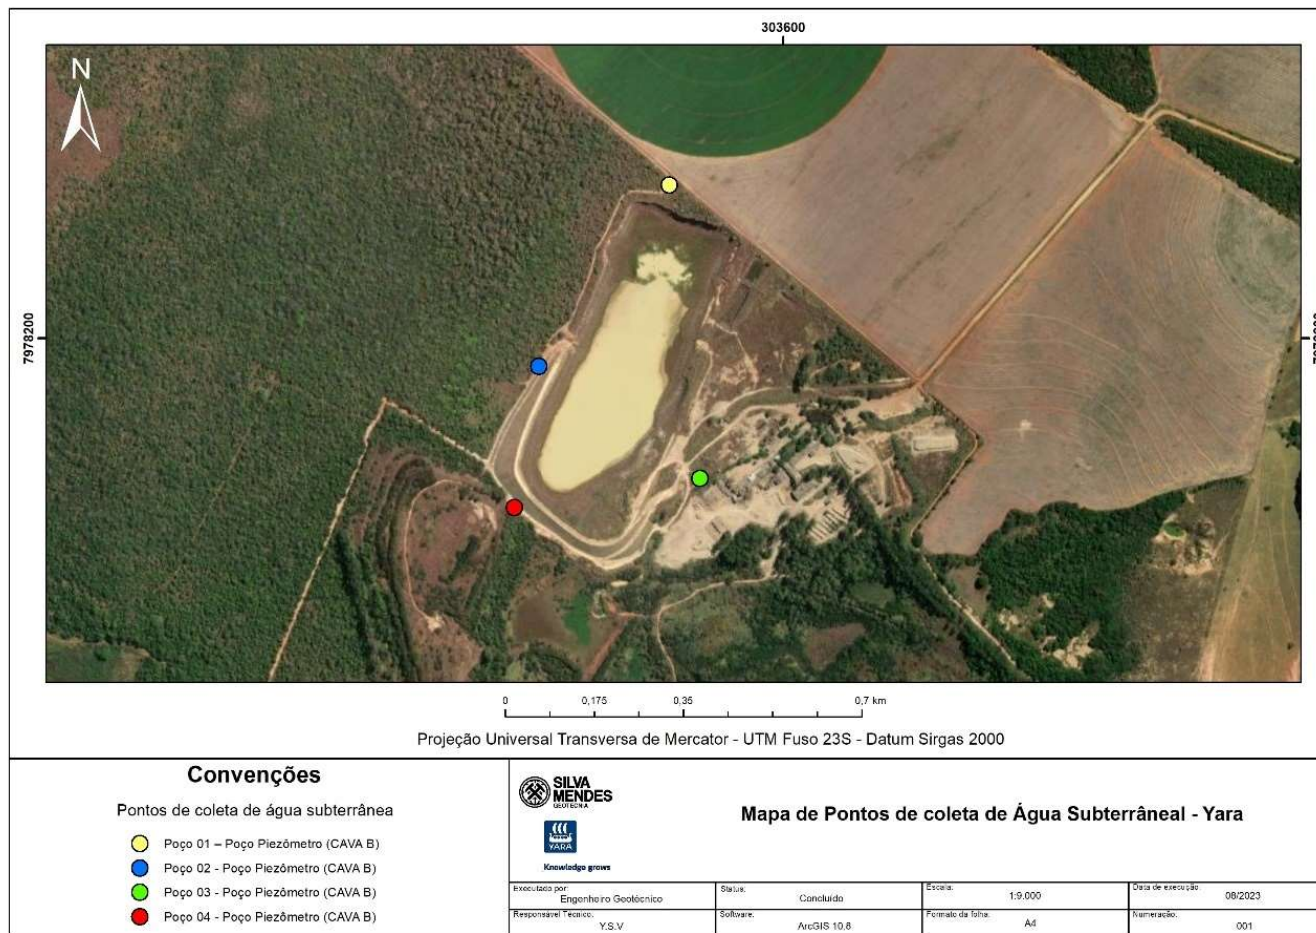 303600
N
7978200
0 0,175 0,35 0,7 km
Projeção Universal Transversa de Mercator - UTM Fuso 23S - Datum Sirgas 2000
Convenções
Pontos de coleta de água subterrânea
Poço 01 – Poço Piezômetro (CAVA B)
Poço 02 - Poço Piezômetro (CAVA B)
Poço 03 - Poço Piezômetro (CAVA B)
Poço 04 - Poço Piezômetro (CAVA B)
SILVA
MENDES
GEOTECNIA
YARA
Knowledge grows
Mapa de Pontos de coleta de Água Subterrâneal - Yara
Executado por: Engenheiro Geotécnico
Status: Concluído
Escala: 1:9.000
Data de execução: 08/2023
Responsável Técnico: Y.S.V
Software: ArcGIS 10.8
Formato da folha: A4
Numeração: 001